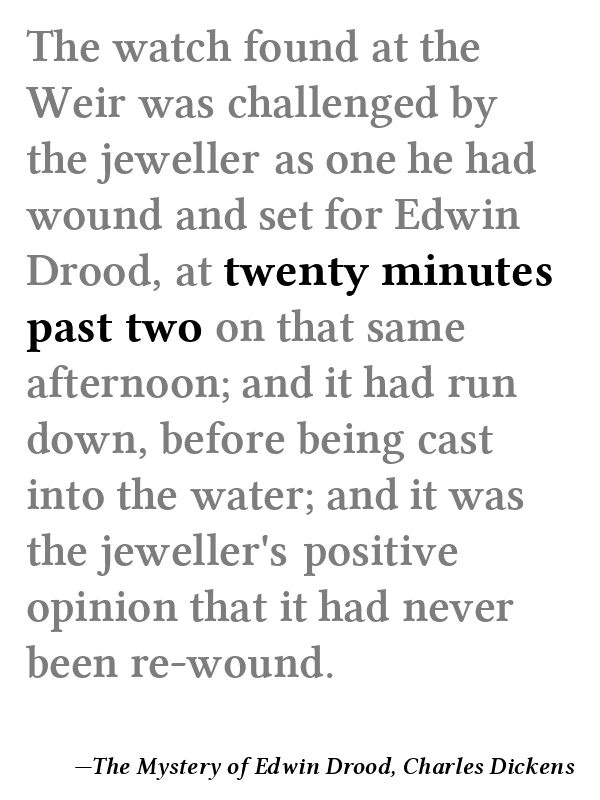 The watch found at the
Weir was challenged by
the jeweller as one he had
wound and set for Edwin
Drood, at twenty minutes
past two on that same
afternoon; and it had run
down, before being cast
into the water; and it was
the jeweller's positive
opinion that it had never
been re-wound.
—The Mystery of Edwin Drood, Charles Dickens